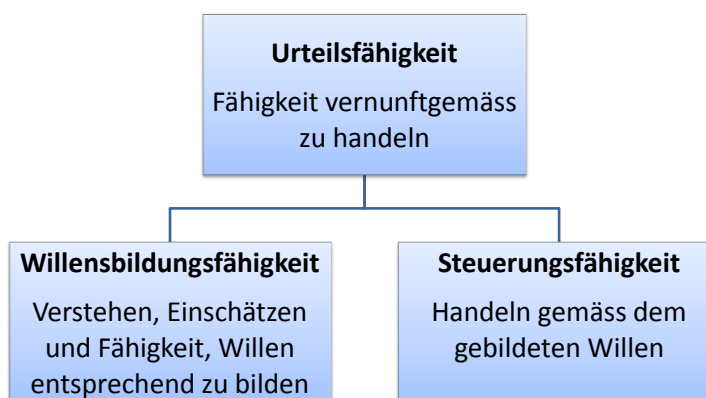 Urteilsfähigkeit
Fähigkeit vernunftgemäss
zu handeln
Willensbildungsfähigkeit
Verstehen, Einschätzen
und Fähigkeit, Willen
entsprechend zu bilden
Steuerungsfähigkeit
Handeln gemäss dem
gebildeten Willen